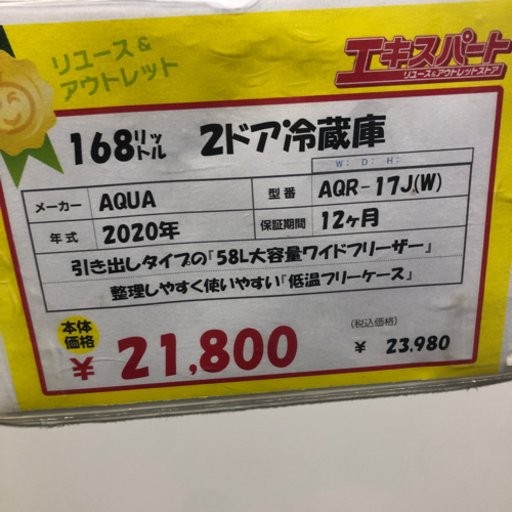 リユース&
アウトレット
エキスパート
リユース&アウトレットストア
168リットル 2ドア冷蔵庫
W: D: H:
メーカー AQUA 型番 AQR-17J(W)
年式 2020年 保証期間 12ヶ月
引き出しタイプの「58L大容量ワイドフリーザー」
整理しやすく使いやすい「低温フリーケース」
本体
価格
¥ 21,800
(税込価格)
¥ 23,980